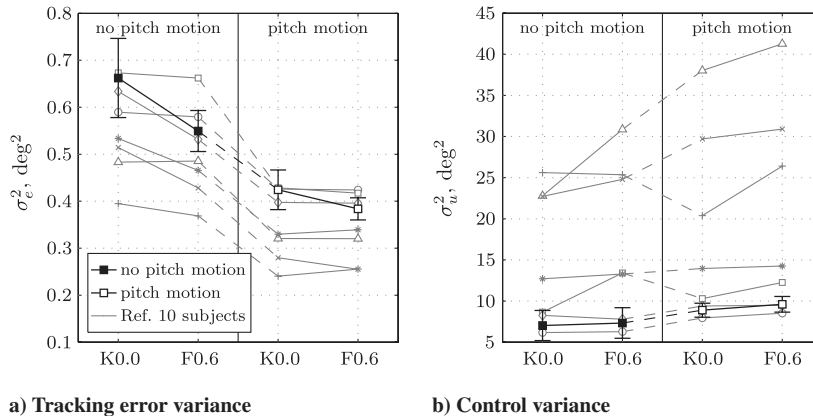 no pitch motion
pitch motion
0.8
0.7
0.6
0.5
0.4
0.3
0.2
0.1
σ²ₑ, deg²
no pitch motion
pitch motion
Ref. 10 subjects
K0.0
F0.6
K0.0
F0.6
a) Tracking error variance
no pitch motion
pitch motion
45
40
35
30
25
20
15
10
5
σ²ᵤ, deg²
K0.0
F0.6
K0.0
F0.6
b) Control variance